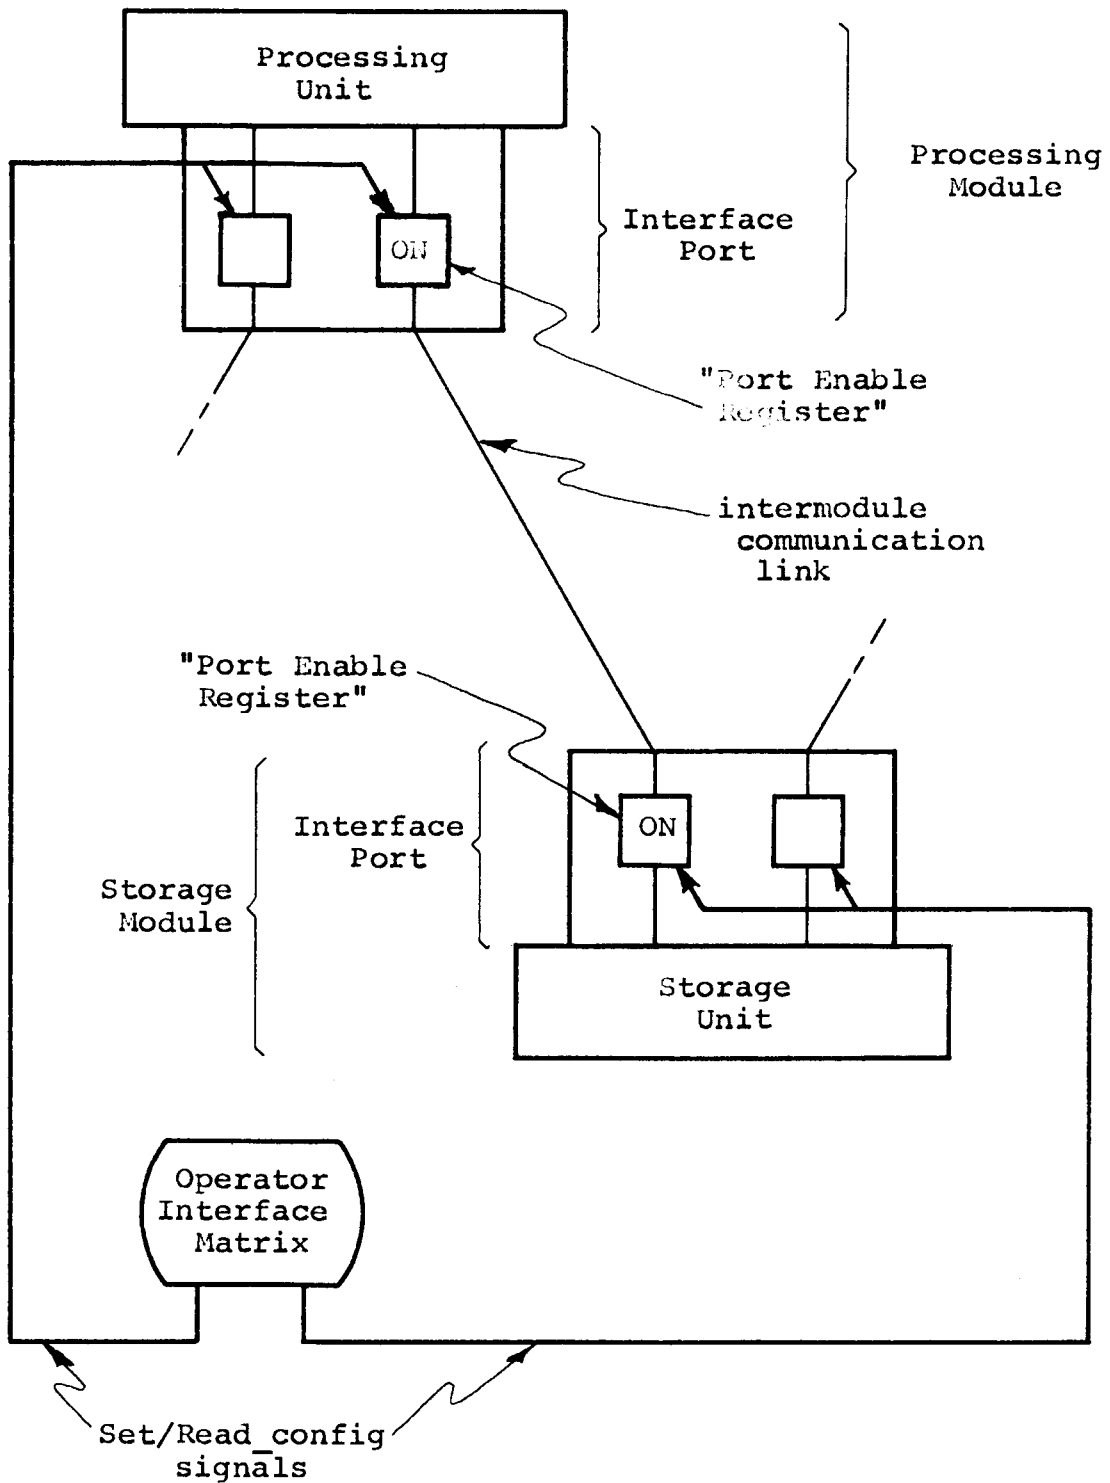 Processing
Unit
Processing
Module
Interface
Port
ON
"Port Enable
Register"
intermodule
communication
link
"Port Enable
Register"
Interface
Port
ON
Storage
Module
Storage
Unit
Operator
Interface
Matrix
Set/Read_config
signals